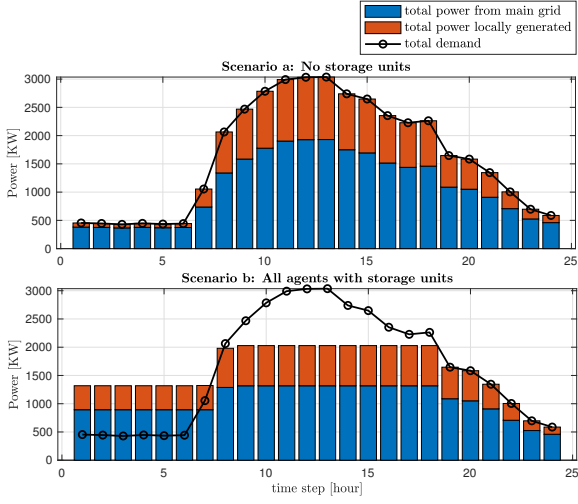 total power from main grid
total power locally generated
total demand
Scenario a: No storage units
3000
2500
2000
1500
1000
500
0
Power [KW]
0 5 10 15 20 25
Scenario b: All agents with storage units
3000
2500
2000
1500
1000
500
0
Power [KW]
0 5 10 15 20 25
time step [hour]